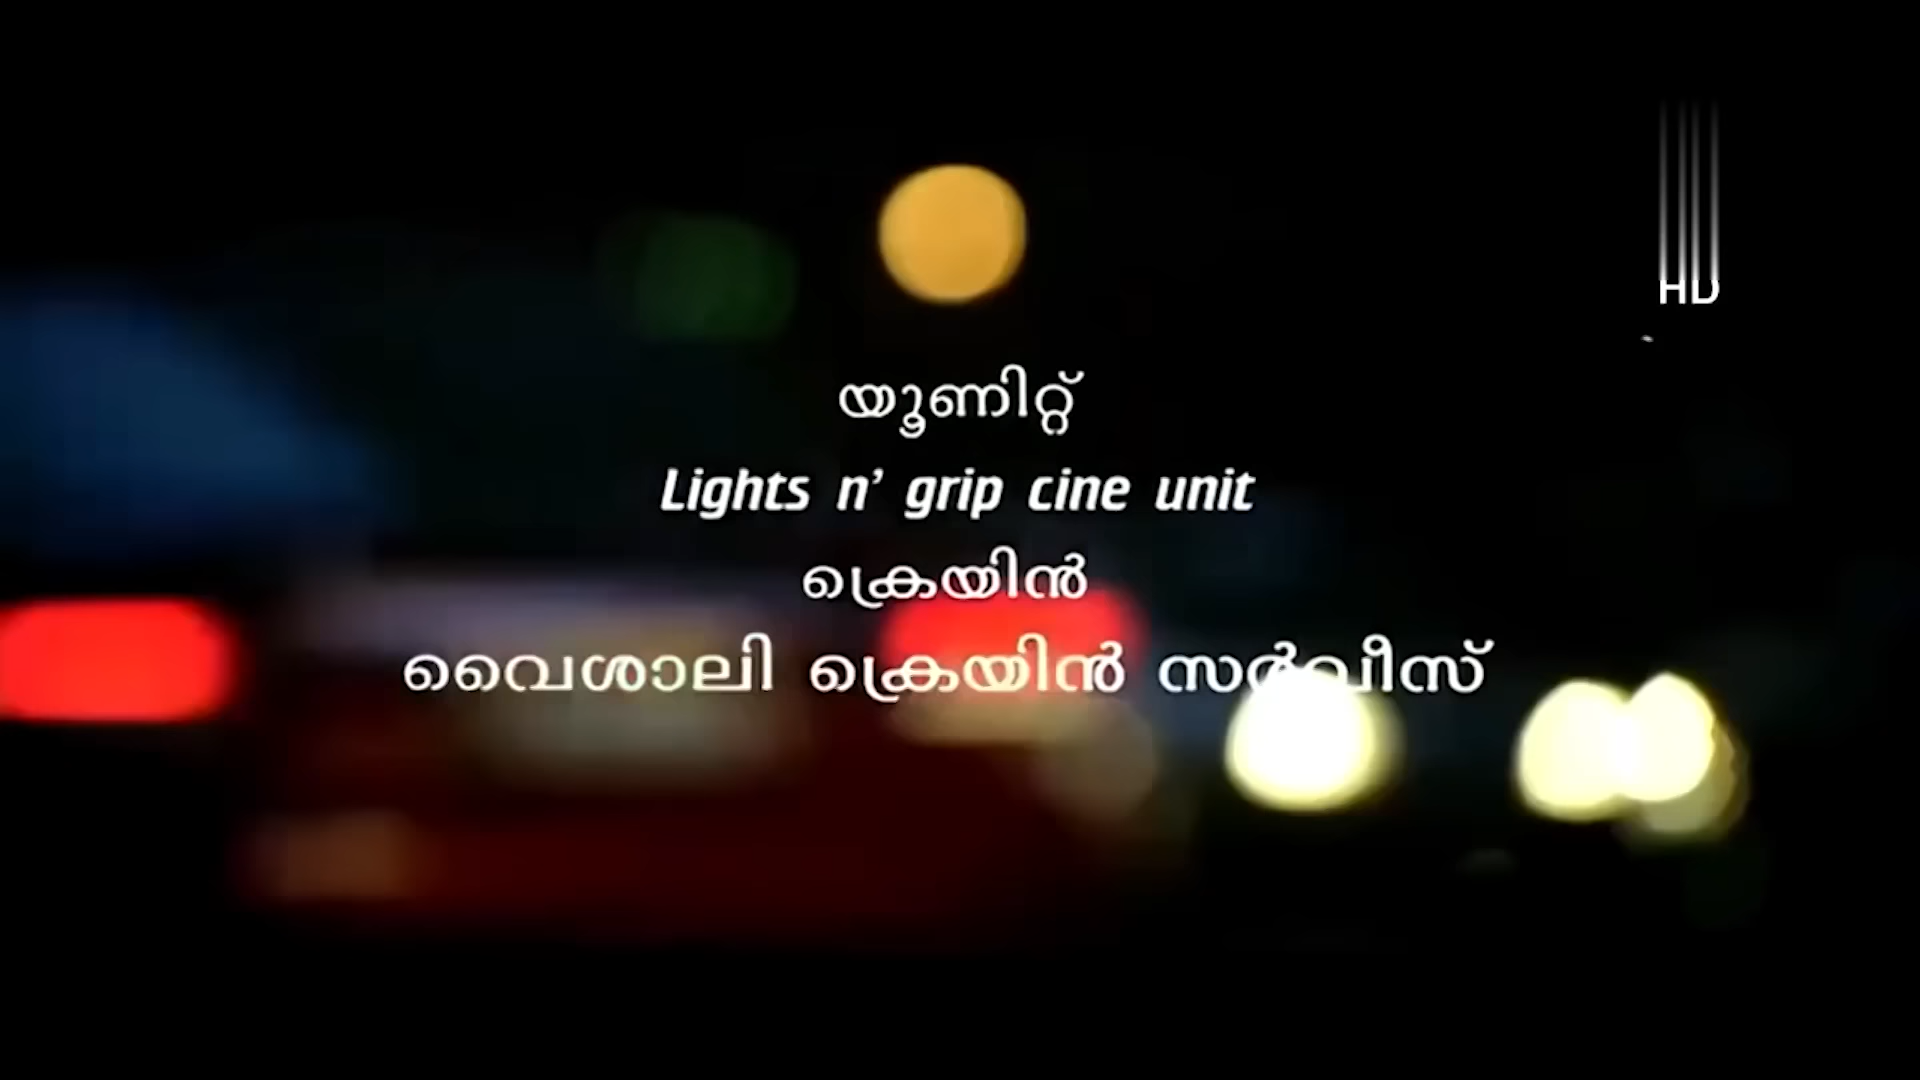 HD
യൂണിറ്റ്
Lights n' grip cine unit
ക്രെയിൻ
വൈശാലി ക്രെയിൻ സർവീസ്